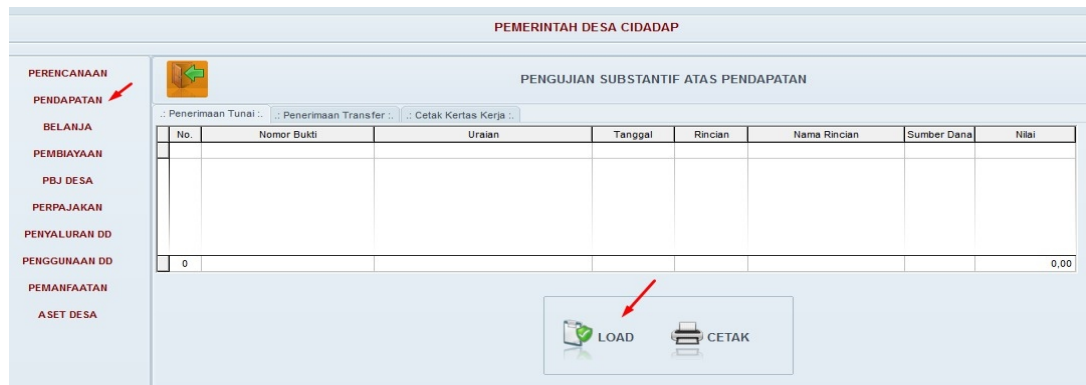 PEMERINTAH DESA CIDADAP
PERENCANAAN
PENDAPATAN
BELANJA
PEMBIAYAAN
PBJ DESA
PERPAJAKAN
PENYALURAN DD
PENGGUNAAN DD
PEMANFAATAN
ASET DESA
PENGUJIAN SUBSTANTIF ATAS PENDAPATAN
.: Penerimaan Tunai :. .: Penerimaan Transfer :. .: Cetak Kertas Kerja :.
No. Nomor Bukti Uraian Tanggal Rincian Nama Rincian Sumber Dana Nilai
0 0,00
LOAD CETAK